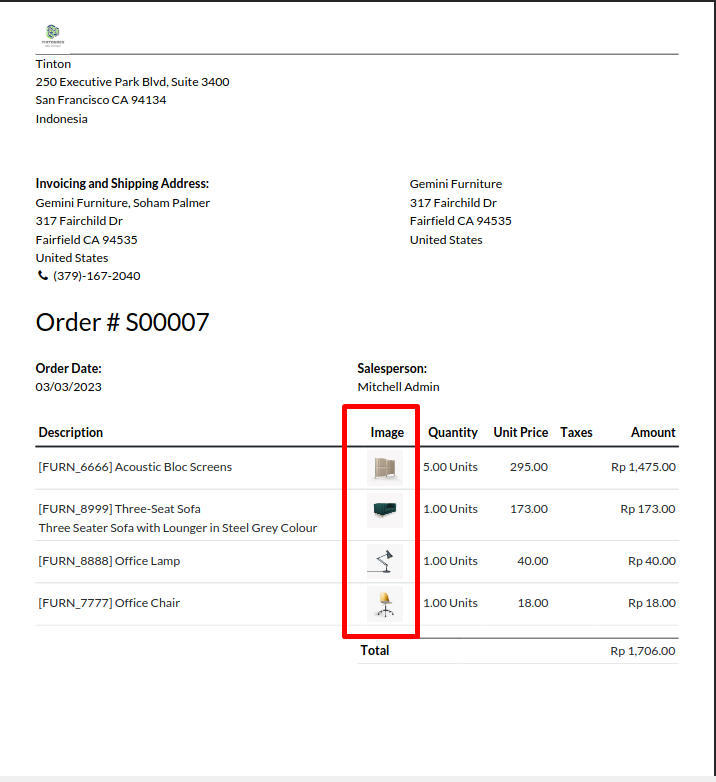 Tinton
250 Executive Park Blvd, Suite 3400
San Francisco CA 94134
Indonesia
Invoicing and Shipping Address:
Gemini Furniture, Soham Palmer
317 Fairchild Dr
Fairfield CA 94535
United States
(379)-167-2040
Gemini Furniture
317 Fairchild Dr
Fairfield CA 94535
United States
Order # S00007
Order Date:
03/03/2023
Salesperson:
Mitchell Admin
Description Image Quantity Unit Price Taxes Amount
[FURN_6666] Acoustic Bloc Screens 5.00 Units 295.00 Rp 1,475.00
[FURN_8999] Three-Seat Sofa 1.00 Units 173.00 Rp 173.00
Three Seater Sofa with Lounger in Steel Grey Colour
[FURN_8888] Office Lamp 1.00 Units 40.00 Rp 40.00
[FURN_7777] Office Chair 1.00 Units 18.00 Rp 18.00
Total Rp 1,706.00